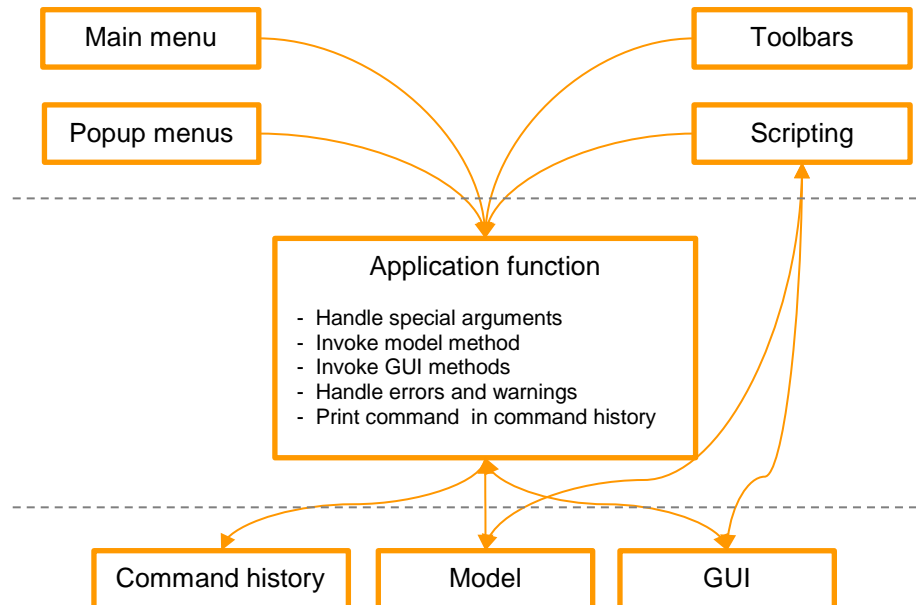 Main menu
Toolbars
Popup menus
Scripting
Application function
- Handle special arguments
- Invoke model method
- Invoke GUI methods
- Handle errors and warnings
- Print command in command history
Command history
Model
GUI